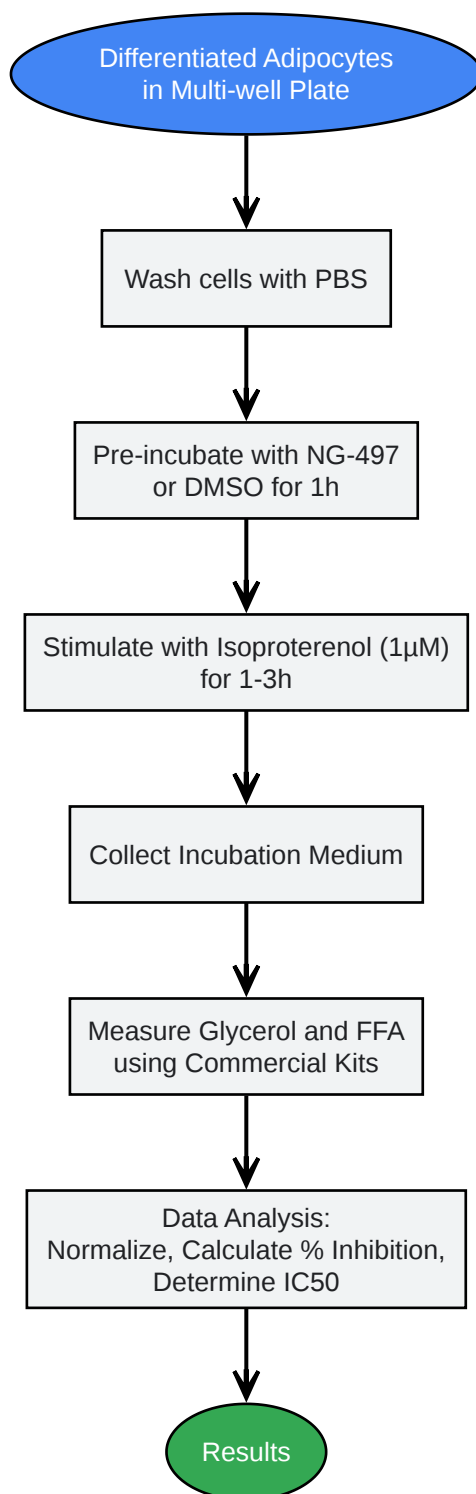 Differentiated Adipocytes
in Multi-well Plate
Wash cells with PBS
Pre-incubate with NG-497
or DMSO for 1h
Stimulate with Isoproterenol (1µM)
for 1-3h
Collect Incubation Medium
Measure Glycerol and FFA
using Commercial Kits
Data Analysis:
Normalize, Calculate % Inhibition,
Determine IC50
Results